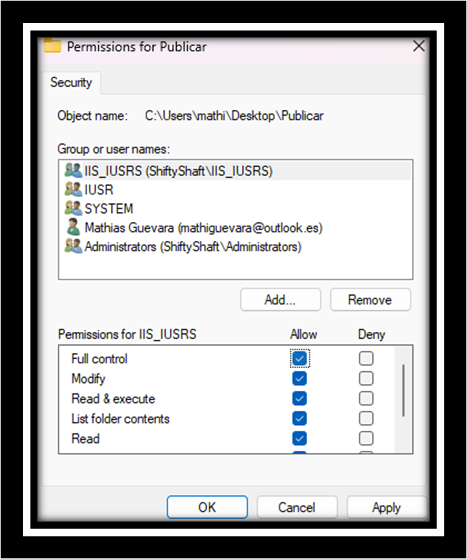 Permissions for Publicar
Security
Object name: C:\Users\mathi\Desktop\Publicar
Group or user names:
IIS_IUSRS (ShiftyShaft\IIS_IUSRS)
IUSR
SYSTEM
Mathias Guevara (mathiguevara@outlook.es)
Administrators (ShiftyShaft\Administrators)
Add... Remove
Permissions for IIS_IUSRS Allow Deny
Full control
Modify
Read & execute
List folder contents
Read
OK Cancel Apply